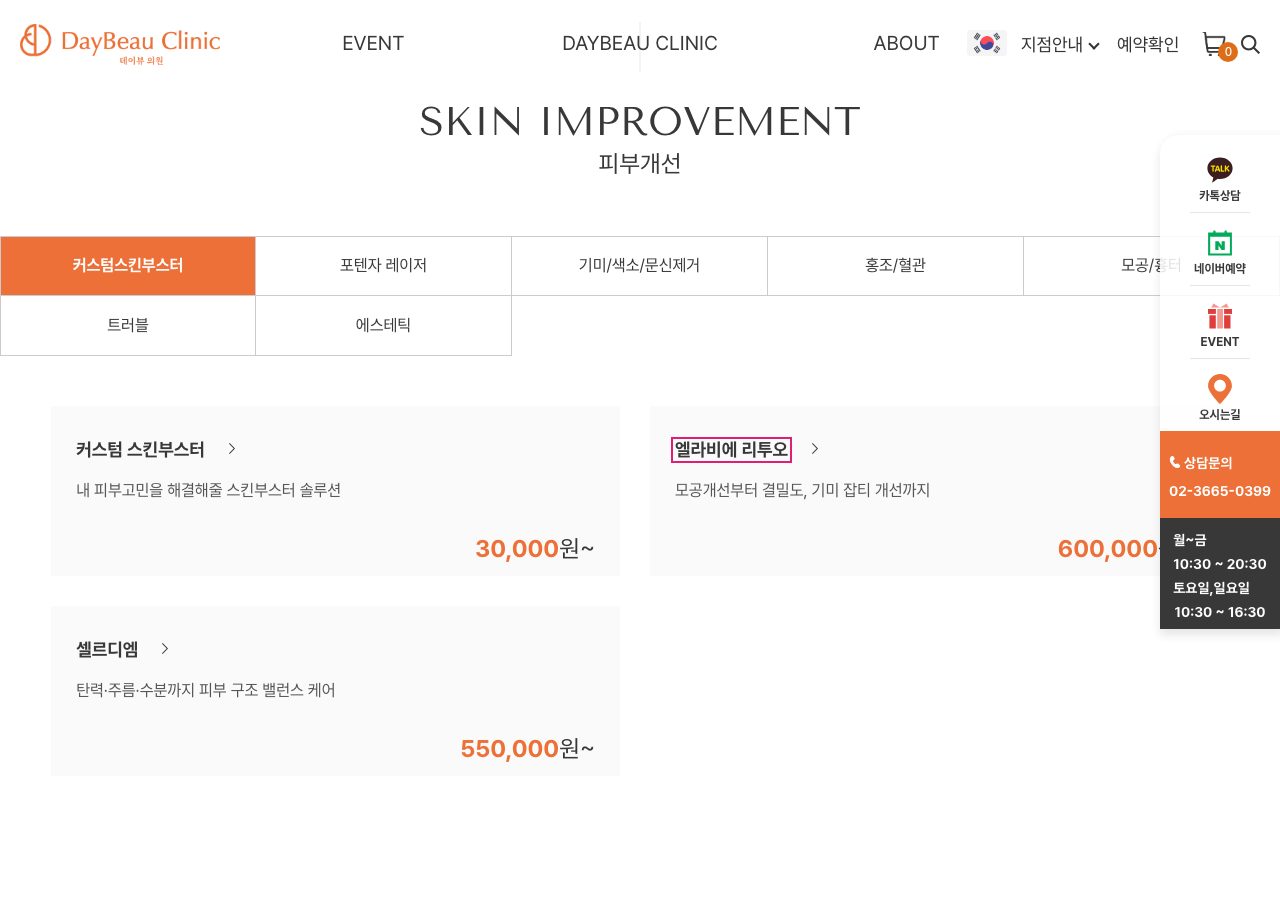 DayBeau Clinic
데이뷰 의원
EVENT
DAYBEAU CLINIC
ABOUT
지점안내
예약확인
0
SKIN IMPROVEMENT
피부개선
커스텀스킨부스터
포텐자 레이저
기미/색소/문신제거
홍조/혈관
모공/흉터
트러블
에스테틱
커스텀 스킨부스터
내 피부고민을 해결해줄 스킨부스터 솔루션
30,000원~
엘라비에 리투오
모공개선부터 결밀도, 기미 잡티 개선까지
600,000
셀르디엠
탄력·주름·수분까지 피부 구조 밸런스 케어
550,000원~
TALK
카톡상담
N
네이버예약
EVENT
오시는길
상담문의
02-3665-0399
월~금
10:30 ~ 20:30
토요일,일요일
10:30 ~ 16:30